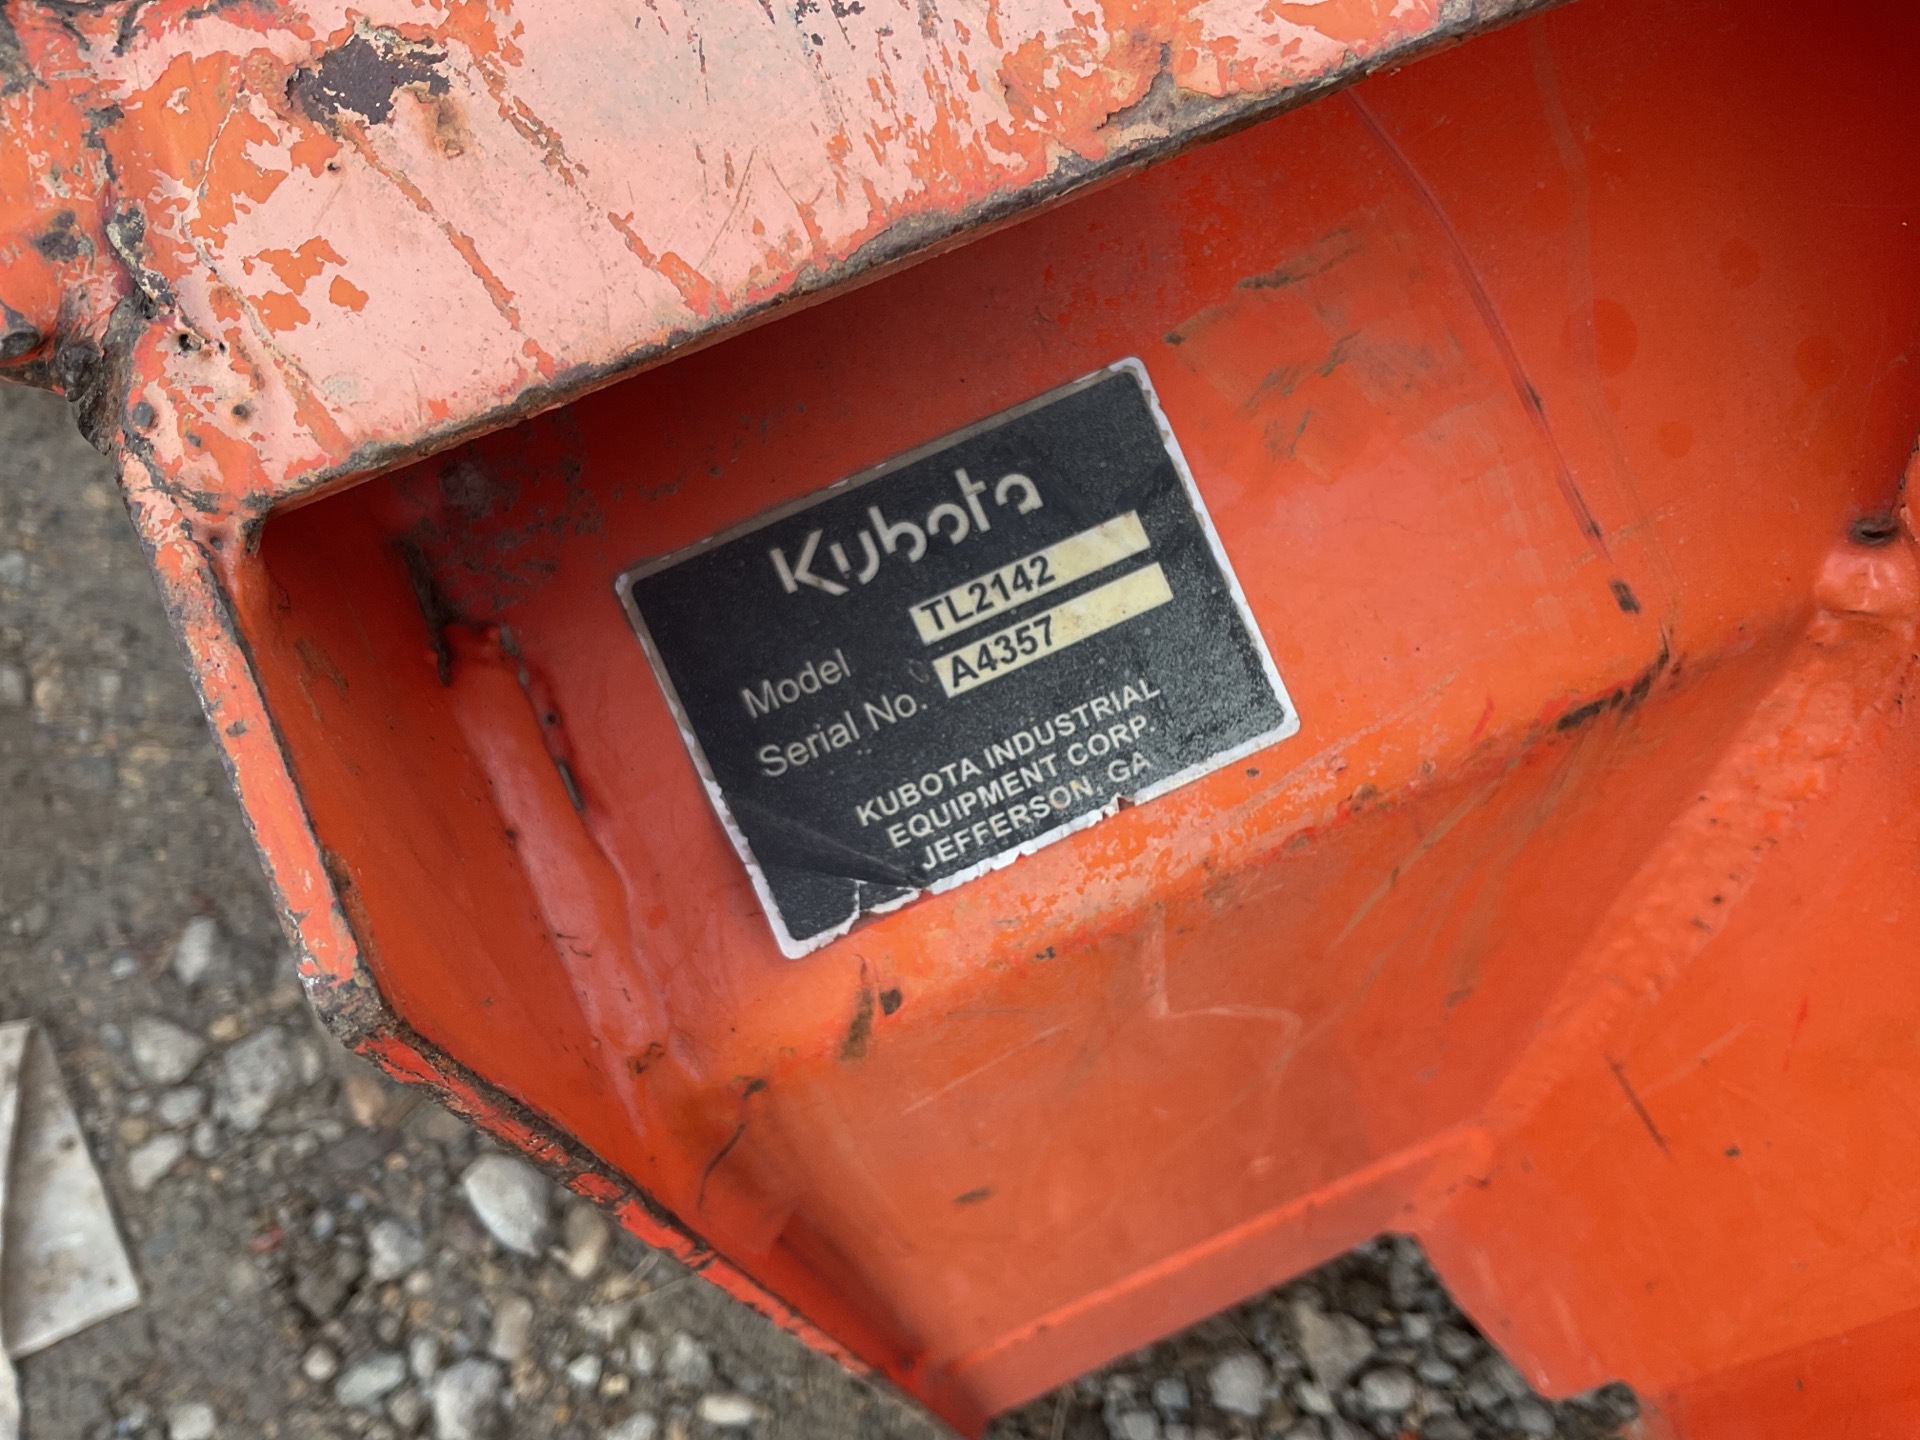 Kubota
Model TL2142
Serial No. A4357
KUBOTA INDUSTRIAL
EQUIPMENT CORP.
JEFFERSON, GA